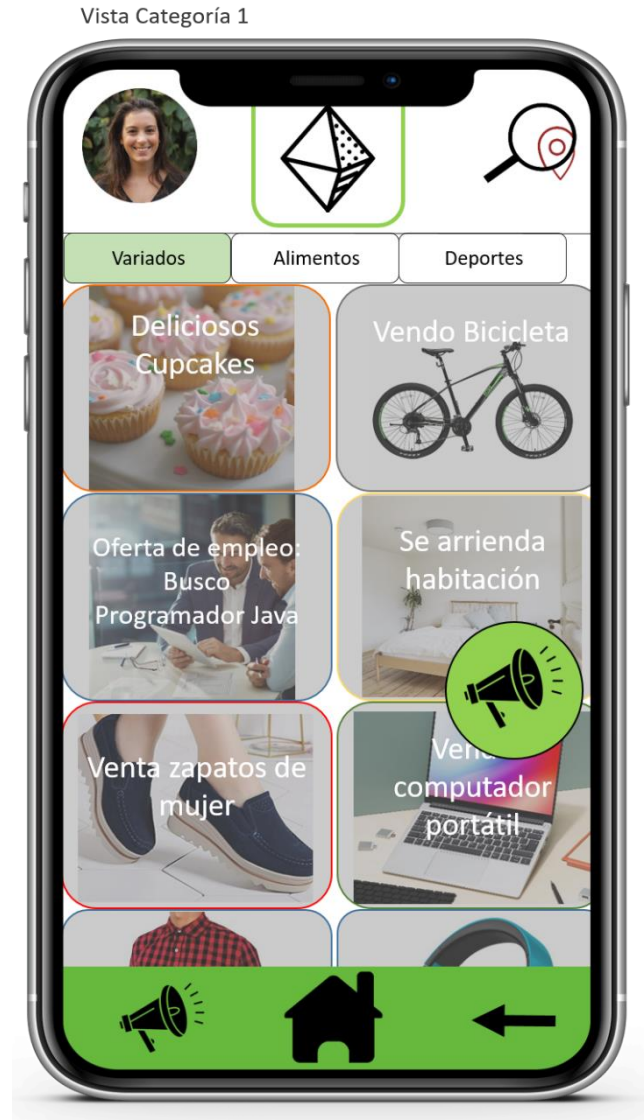 Vista Categoría 1
Variados
Alimentos
Deportes
Deliciosos
Cupcakes
Vendo Bicicleta
Oferta de empleo:
Busco
Programador Java
Se arrienda
habitación
Venta zapatos de
mujer
computador
portátil